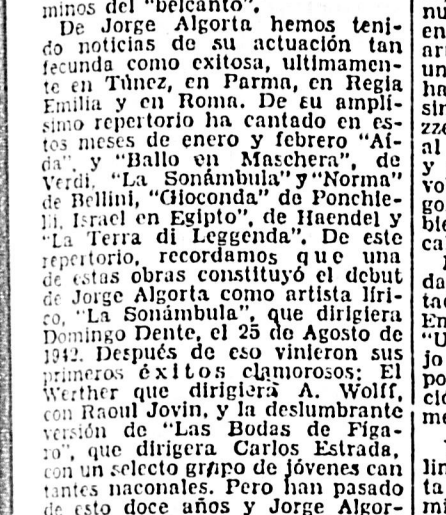 minos del "belcanto".
De Jorge Algorta hemos teni-
do noticias de su actuación tan
fecunda como exitosa, ultimamen-
te en Túnez, en Parma, en Regia
Emilia y en Roma. De su ampli-
simo repertorio ha cantado en es-
tos meses de enero y febrero "Aí-
da", y "Ballo en Maschera", de
Verdi, "La Sonámbula" y "Norma"
de Bellini, "Gioconda" de Ponchie-
lli, Israel en Egipto", de Haendel y
"La Terra di Leggenda". De este
repertorio, recordamos que una
de estas obras constituyó el debut
de Jorge Algorta como artista líri-
co, "La Sonámbula", que dirigiera
Domingo Dente, el 25 de Agosto de
1942. Después de eso vinieron sus
primeros éxitos clamorosos: El
Werther que dirigiera A. Wolff,
con Raoul Jovin, y la deslumbrante
versión de "Las Bodas de Fíga-
ro", que dirigera Carlos Estrada,
con un selecto grupo de jóvenes can
tantes naconales. Pero han pasado
de esto doce años y Jorge Algor-